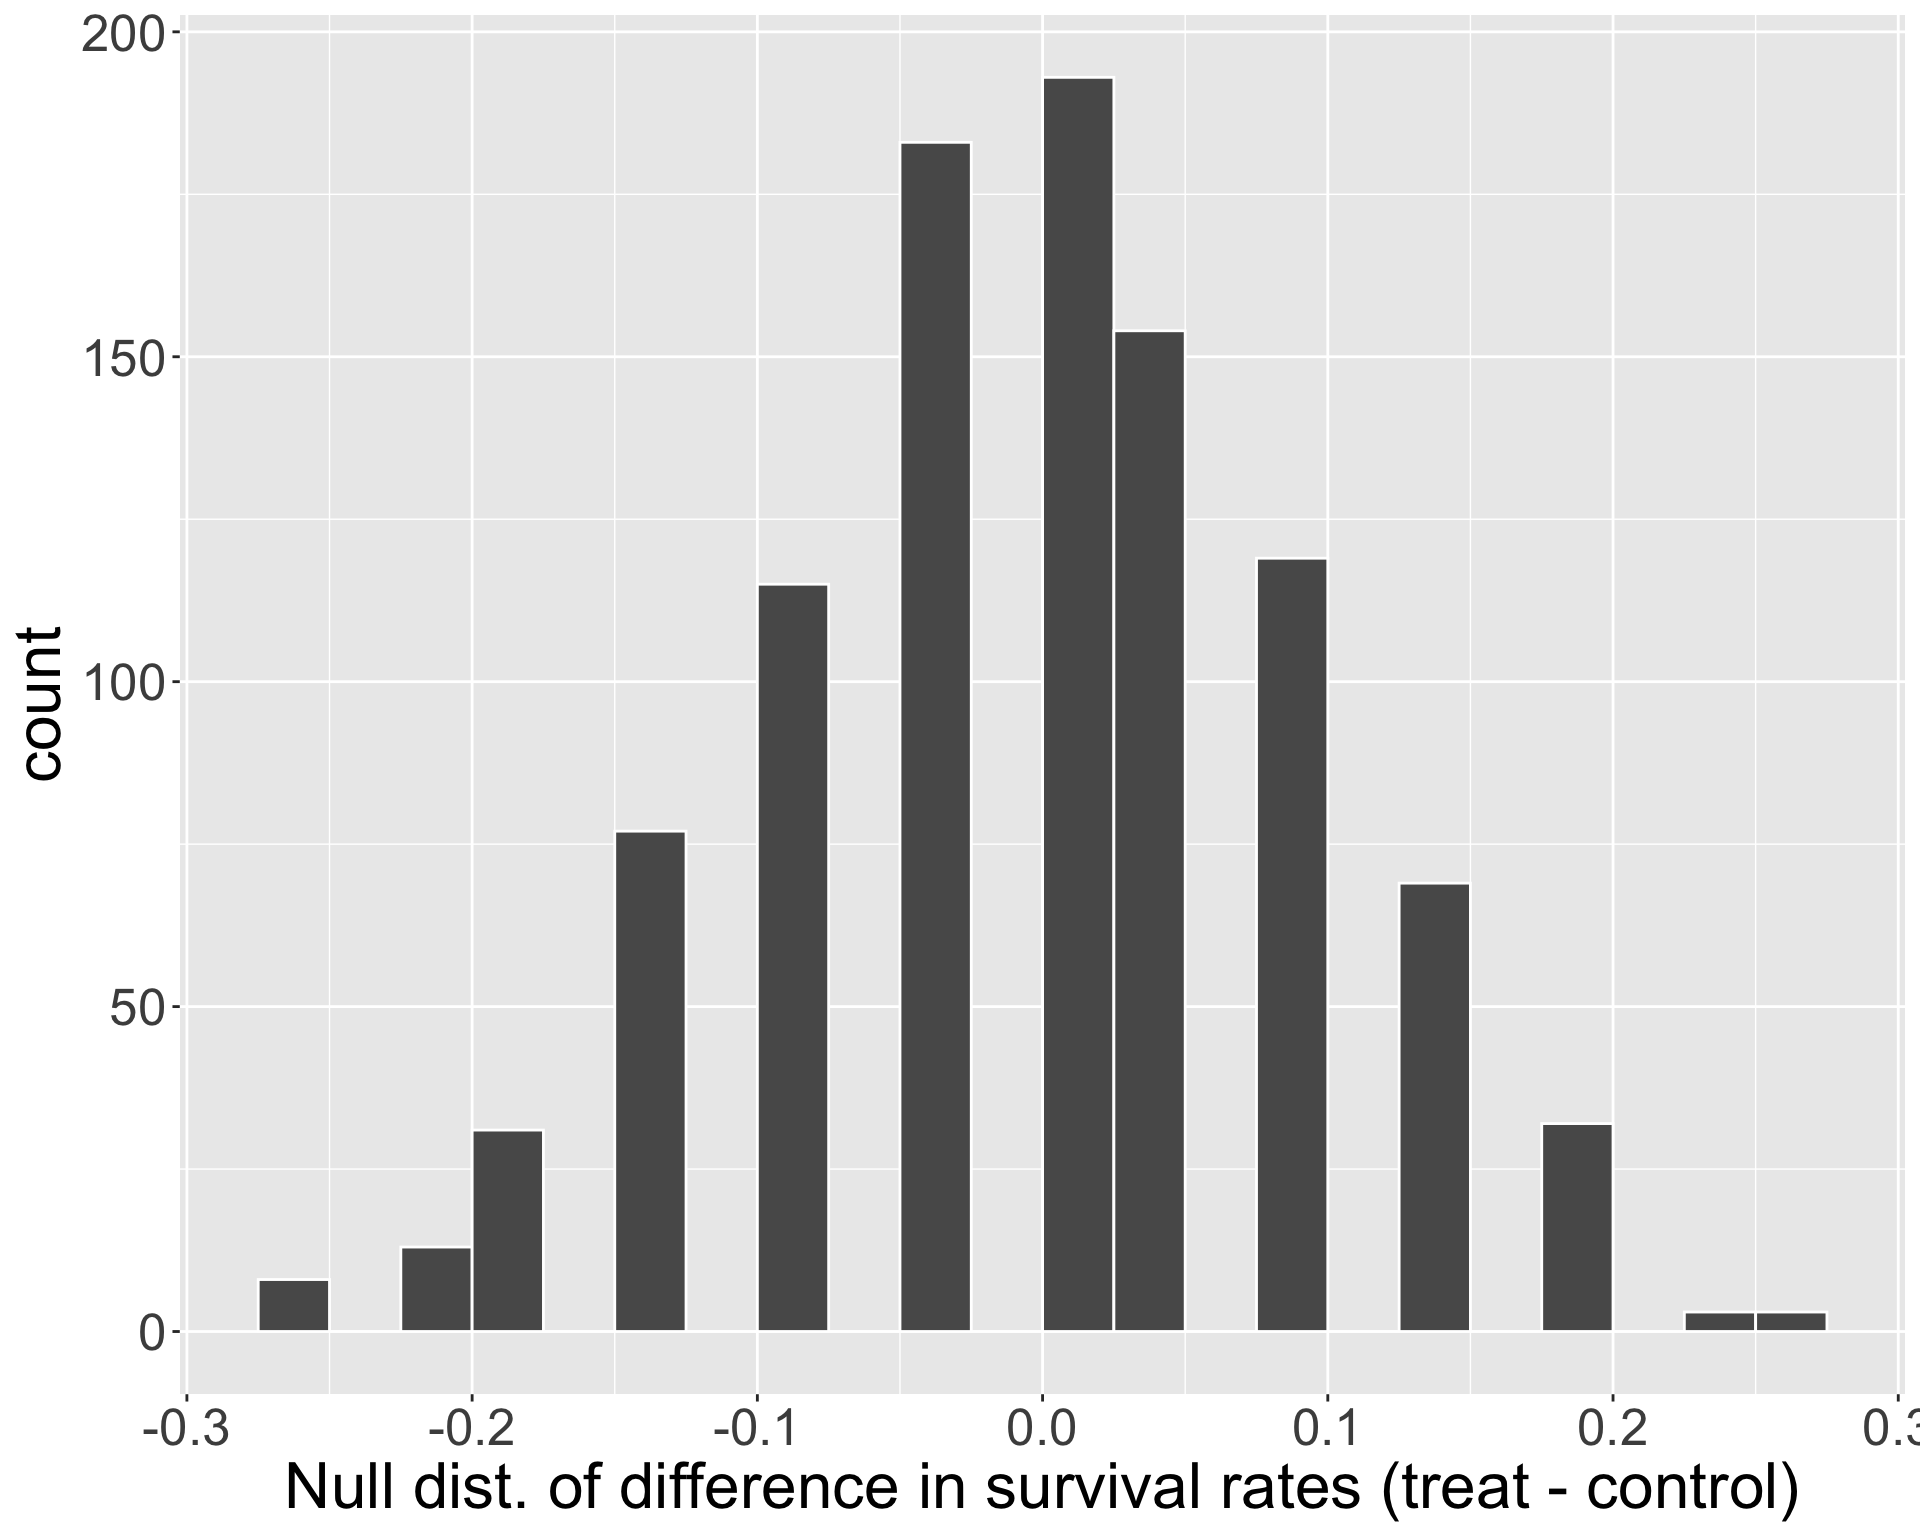 200
150
100
50
0
count
-0.3 -0.2 -0.1 0.0 0.1 0.2 0.3
Null dist. of difference in survival rates (treat - control)